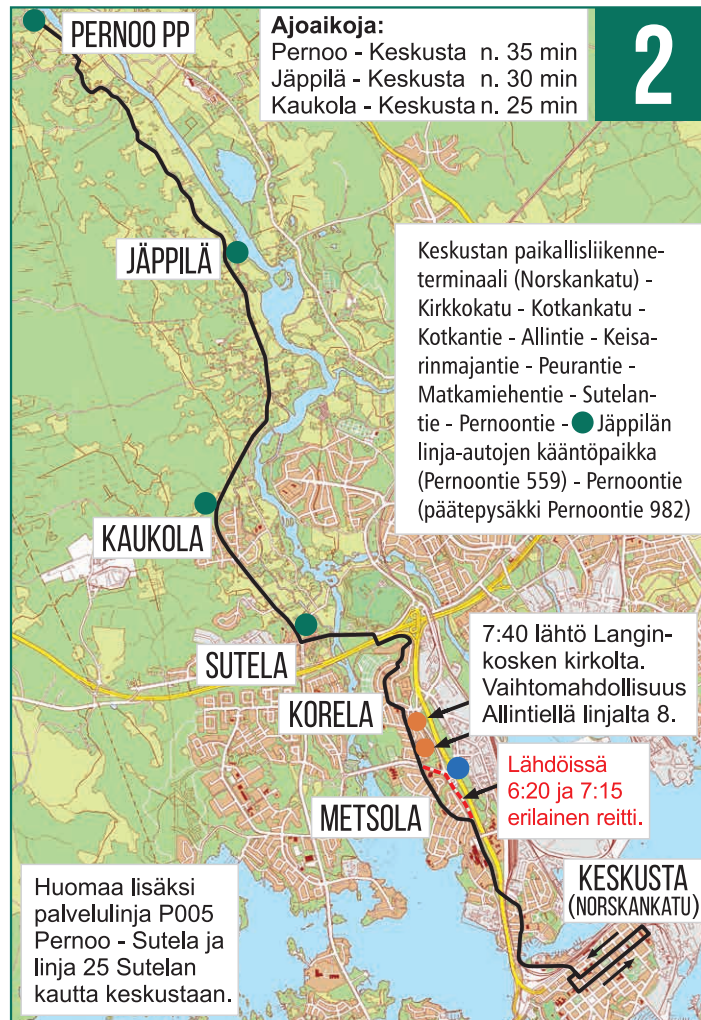 PERNOO PP
Ajoaikoja:
Pernoo - Keskusta n. 35 min
Jäppilä - Keskusta n. 30 min
Kaukola - Keskusta n. 25 min
2
JÄPPILÄ
Keskustan paikallisliikenne-
terminaali (Norskankatu) -
Kirkkokatu - Kotkankatu -
Kotkantie - Allintie - Keisa-
rinmajantie - Peurantie -
Matkamiehentie - Sutelan-
tie - Pernoontie - Jäppilän
linja-autojen kääntöpaikka
(Pernoontie 559) - Pernoontie
(päätepysäkki Pernoontie 982)
KAUKOLA
SUTELA
7:40 lähtö Langin-
kosken kirkolta.
Vaihtomahdollisuus
Allintiellä linjalta 8.
KORELA
Lähdöissä
6:20 ja 7:15
erilainen reitti.
METSOLA
KESKUSTA
(NORSKANKATU)
Huomaa lisäksi
palvelulinja P005
Pernoo - Sutela ja
linja 25 Sutelan
kautta keskustaan.